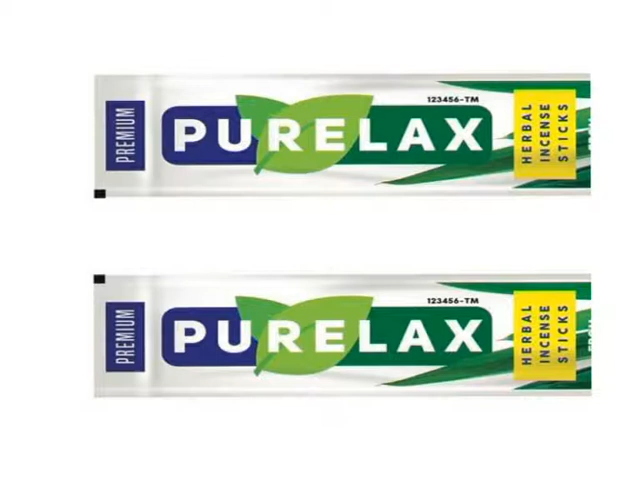 PREMIUM
PURELAX
123456-TM
HERBAL
INCENSE
STICKS
PREMIUM
PURELAX
123456-TM
HERBAL
INCENSE
STICKS